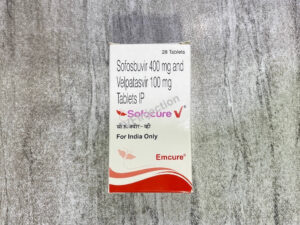 28 Tablets
Sofosbuvir 400 mg and
Velpatasvir 100 mg
Tablets IP
Sofocure V
For India Only
Emcure®